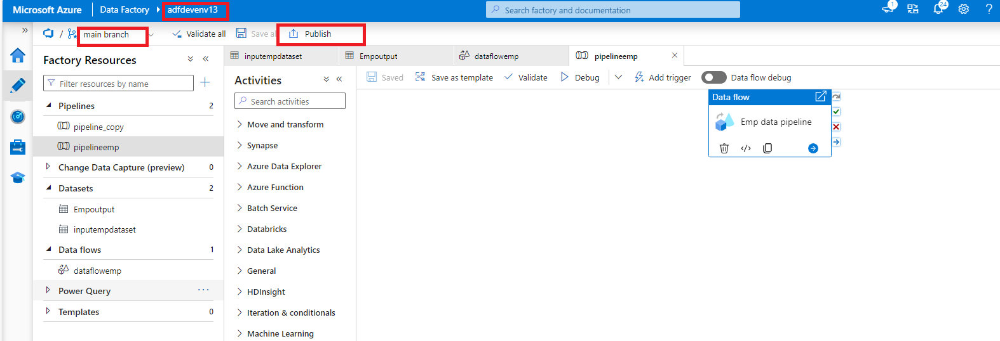 Microsoft Azure
Data Factory
adfdevenv13
Search factory and documentation
1
24
?
/
main branch
Validate all
Save al
Publish
Factory Resources
Filter resources by name
Pipelines 2
pipeline_copy
pipelineemp
Change Data Capture (preview) 0
Datasets 2
Empoutput
inputempdataset
Data flows 1
dataflowemp
Power Query
Templates 0
inputempdataset
Empoutput
dataflowemp
pipelineemp
Activities
Search activities
Move and transform
Synapse
Azure Data Explorer
Azure Function
Batch Service
Databricks
Data Lake Analytics
General
HDInsight
Iteration & conditionals
Machine Learning
Saved
Save as template
Validate
Debug
Add trigger
Data flow debug
Data flow
Emp data pipeline